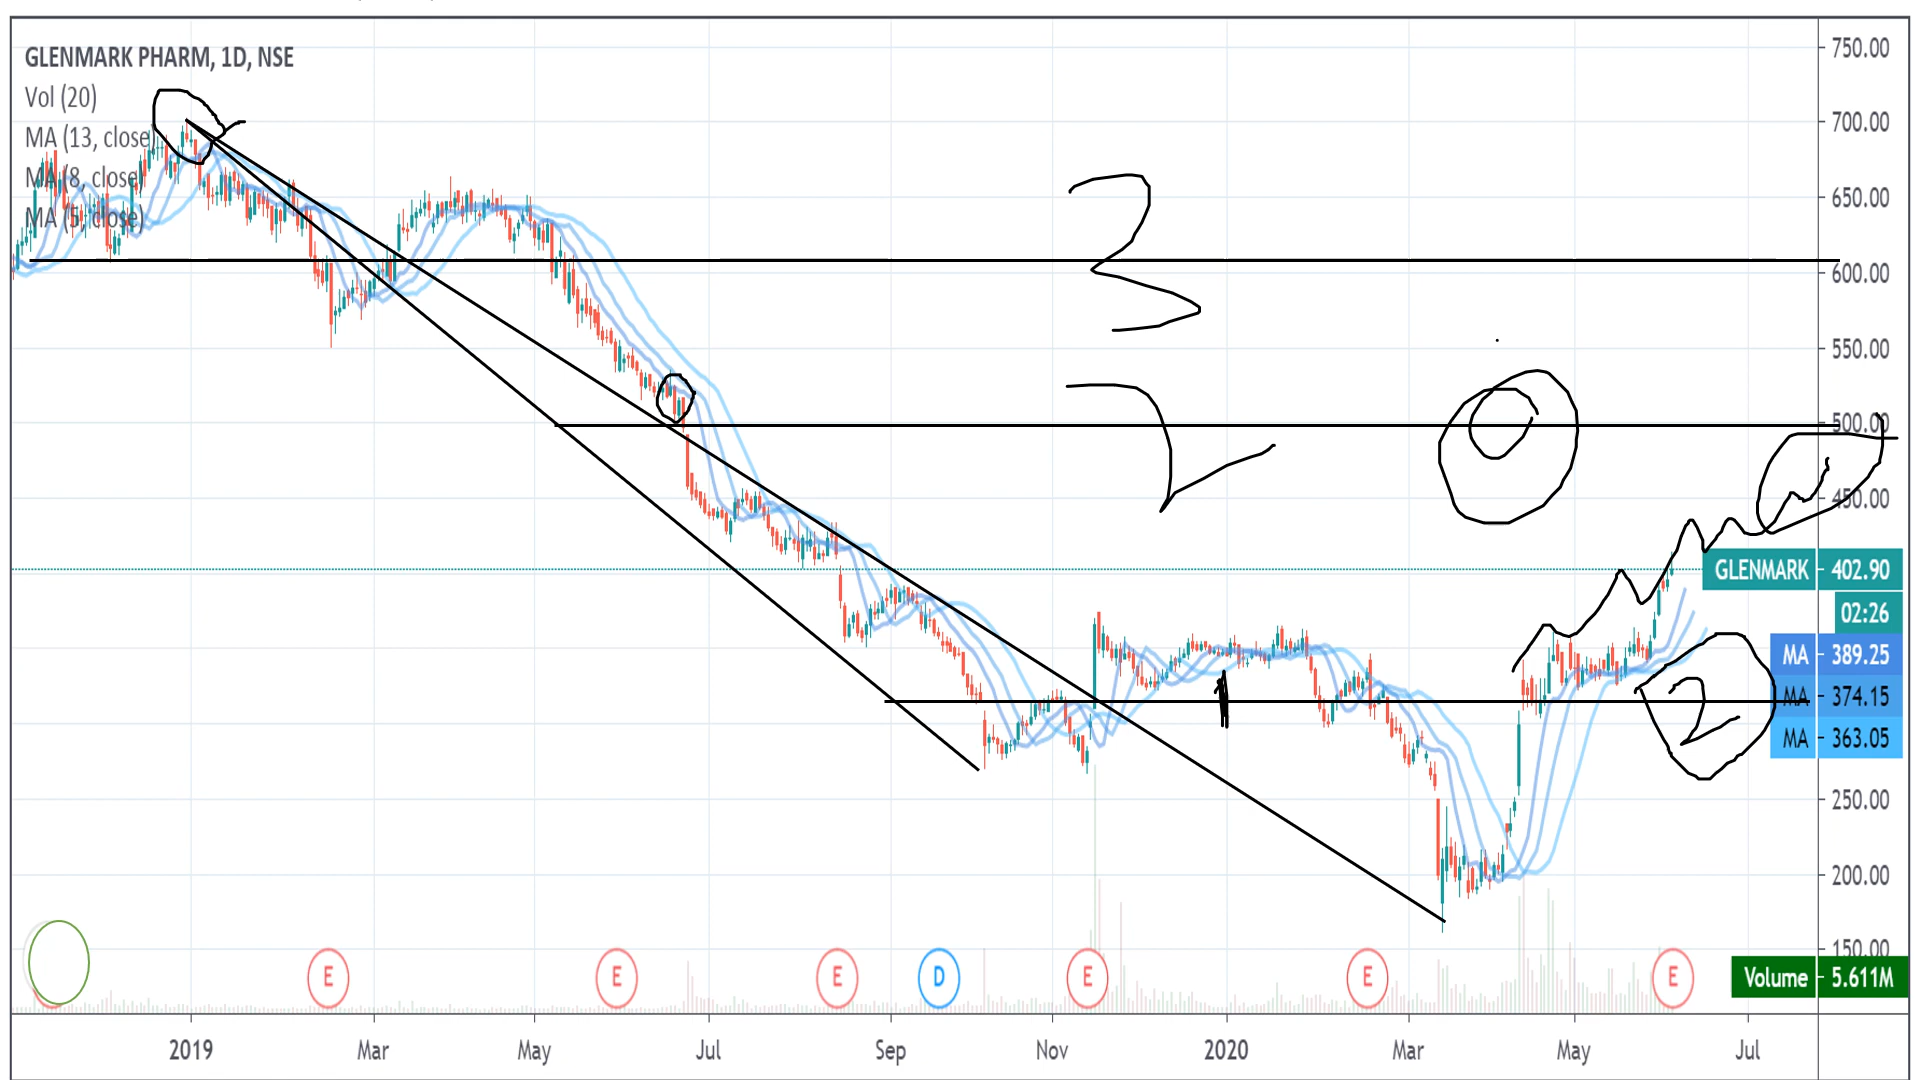 GLENMARK PHARM, 1D, NSE
Vol (20)
MA (13, close)
MA (8, close)
MA (5, close)
750.00
700.00
650.00
600.00
550.00
500.00
450.00
GLENMARK 402.90
02:26
MA 389.25
MA 374.15
MA 363.05
250.00
200.00
150.00
Volume 5.611M
3
2
1
2
E E E D E E E
2019 Mar May Jul Sep Nov 2020 Mar May Jul